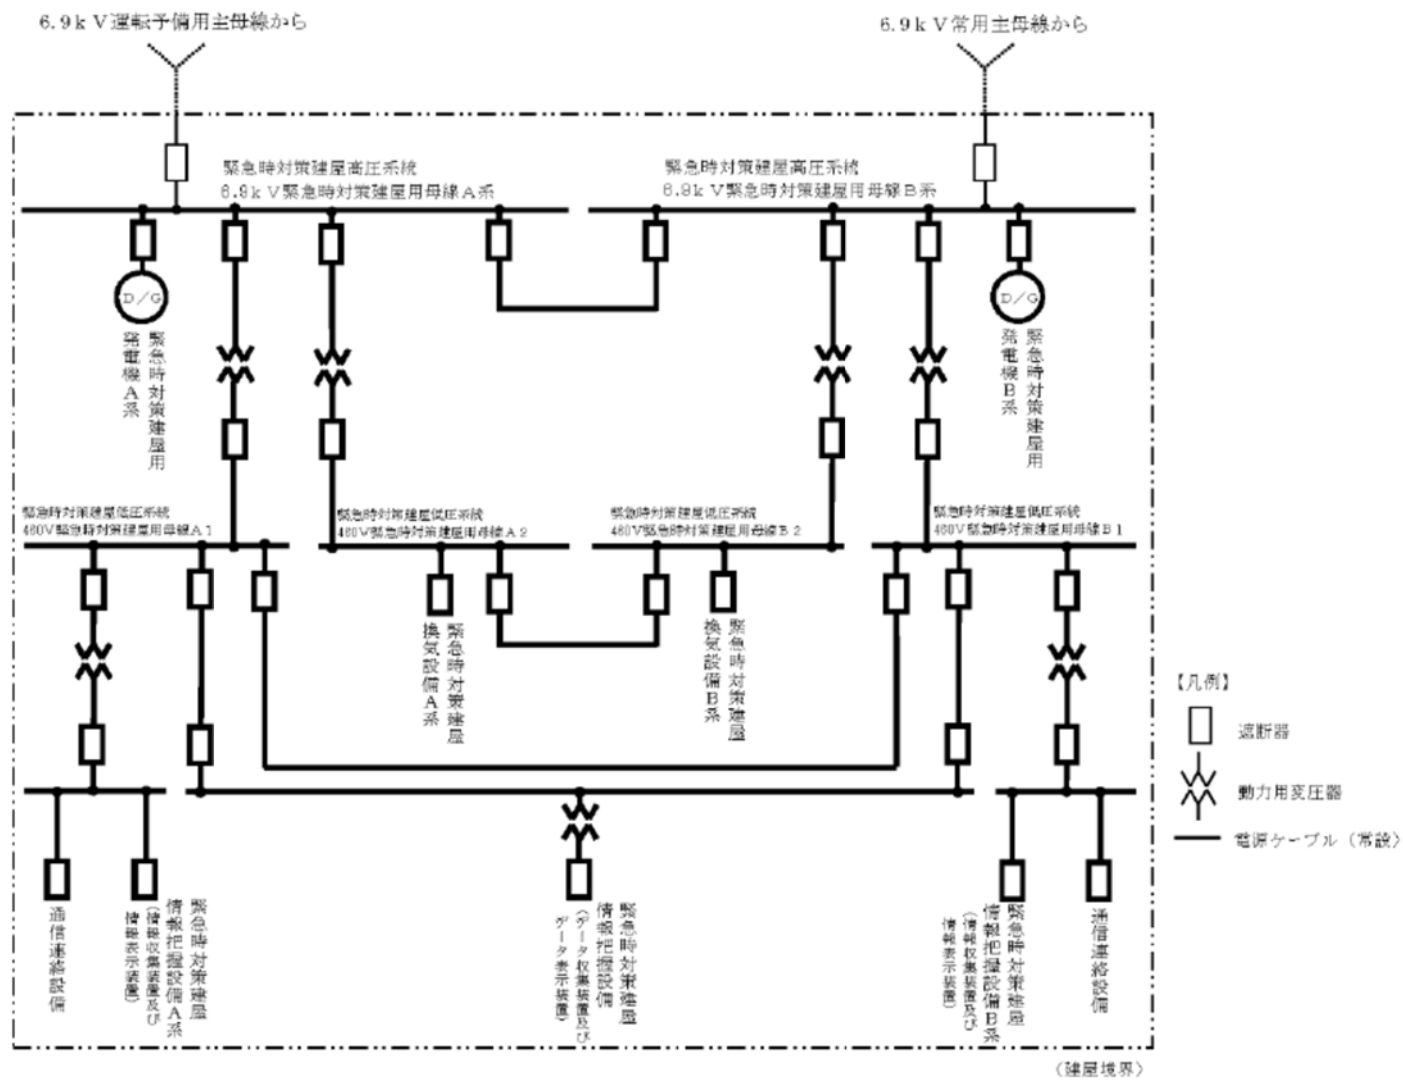 6.9kV運転予備用主母線から
6.9kV常用主母線から
緊急時対策建屋高圧系統
6.9kV緊急時対策建屋用母線A系
緊急時対策建屋高圧系統
6.9kV緊急時対策建屋用母線B系
D/G
緊急時対策建屋用
発電機A系
D/G
緊急時対策建屋用
発電機B系
緊急時対策建屋低圧系統
460V緊急時対策建屋用母線A1
緊急時対策建屋低圧系統
460V緊急時対策建屋用母線A2
緊急時対策建屋低圧系統
460V緊急時対策建屋用母線B2
緊急時対策建屋低圧系統
460V緊急時対策建屋用母線B1
緊急時対策建屋
換気設備A系
緊急時対策建屋
換気設備B系
【凡例】
遮断器
動力用変圧器
電源ケーブル（常設）
通信連絡設備
緊急時対策建屋
情報把握設備A系
（情報収集装置及び
情報表示装置）
緊急時対策建屋
情報把握設備
（データ収集装置及び
データ表示装置）
緊急時対策建屋
情報把握設備B系
（情報収集装置及び
情報表示装置）
通信連絡設備
（建屋境界）